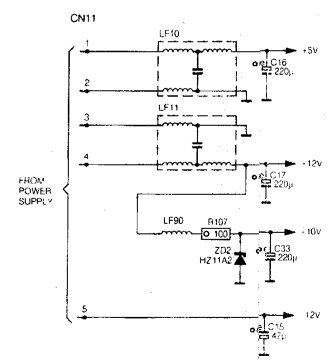 CN11
LF10
1
+5V
C16
220µ
2
3
LF11
4
-12V
C17
220µ
FROM
POWER
SUPPLY
LF90
R107
100
-10V
ZD2
HZ11A2
C33
220µ
5
12V
C15
47µ